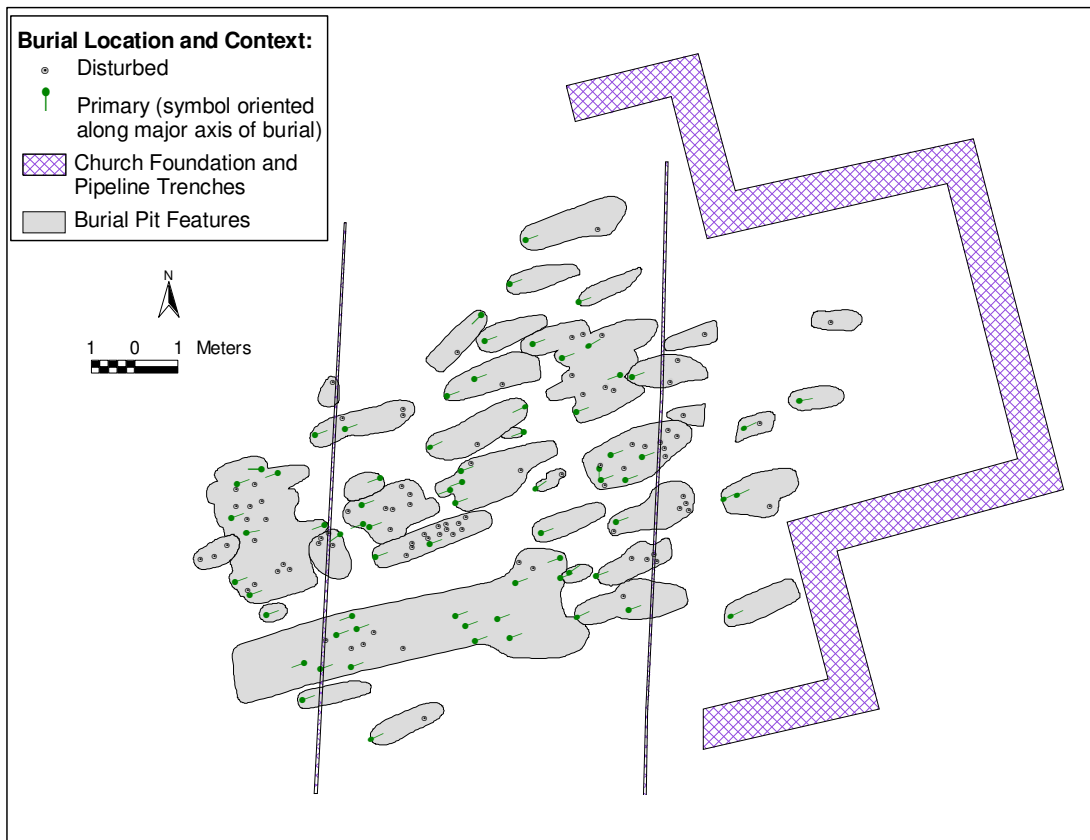 Burial Location and Context:
Disturbed
Primary (symbol oriented
along major axis of burial)
Church Foundation and
Pipeline Trenches
Burial Pit Features
N
1 0 1 Meters